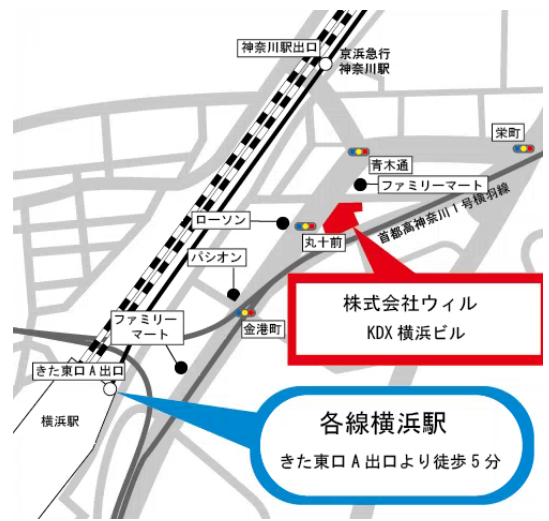 神奈川駅出口
京浜急行
神奈川駅
栄町
青木通
ファミリーマート
首都高神奈川1号横羽線
ローソン
丸十前
パシオン
株式会社ウィル
KDX 横浜ビル
ファミリー
マート
金港町
きた東口 A 出口
横浜駅
各線横浜駅
きた東口 A 出口より徒歩 5 分